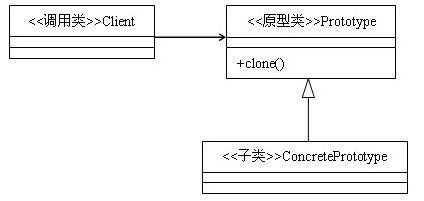 <<调用类>>Client
<<原型类>>Prototype
+clone()
<<子类>>ConcretePrototype